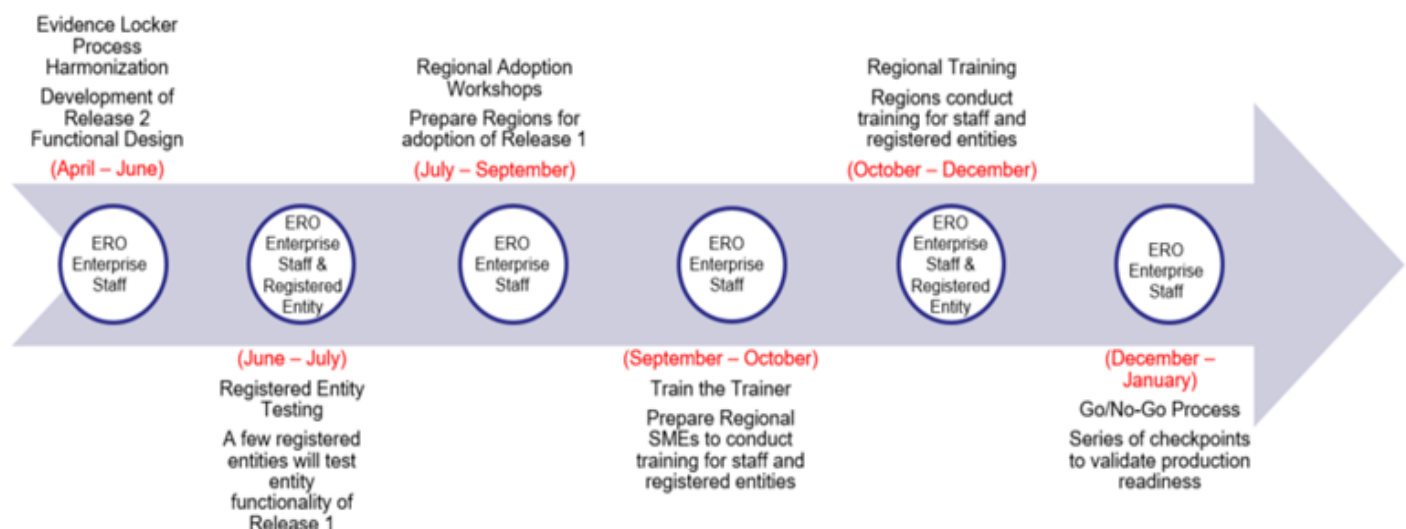 Evidence Locker
Process
Harmonization
Development of
Release 2
Functional Design
(April – June)
Regional Adoption
Workshops
Prepare Regions for
adoption of Release 1
(July – September)
Regional Training
Regions conduct
training for staff and
registered entities
(October – December)
ERO
Enterprise
Staff
ERO
Enterprise
Staff &
Registered
Entity
ERO
Enterprise
Staff
ERO
Enterprise
Staff
ERO
Enterprise
Staff &
Registered
Entity
ERO
Enterprise
Staff
(June – July)
Registered Entity
Testing
A few registered
entities will test
entity
functionality of
Release 1
(September – October)
Train the Trainer
Prepare Regional
SMEs to conduct
training for staff and
registered entities
(December –
January)
Go/No-Go Process
Series of checkpoints
to validate production
readiness